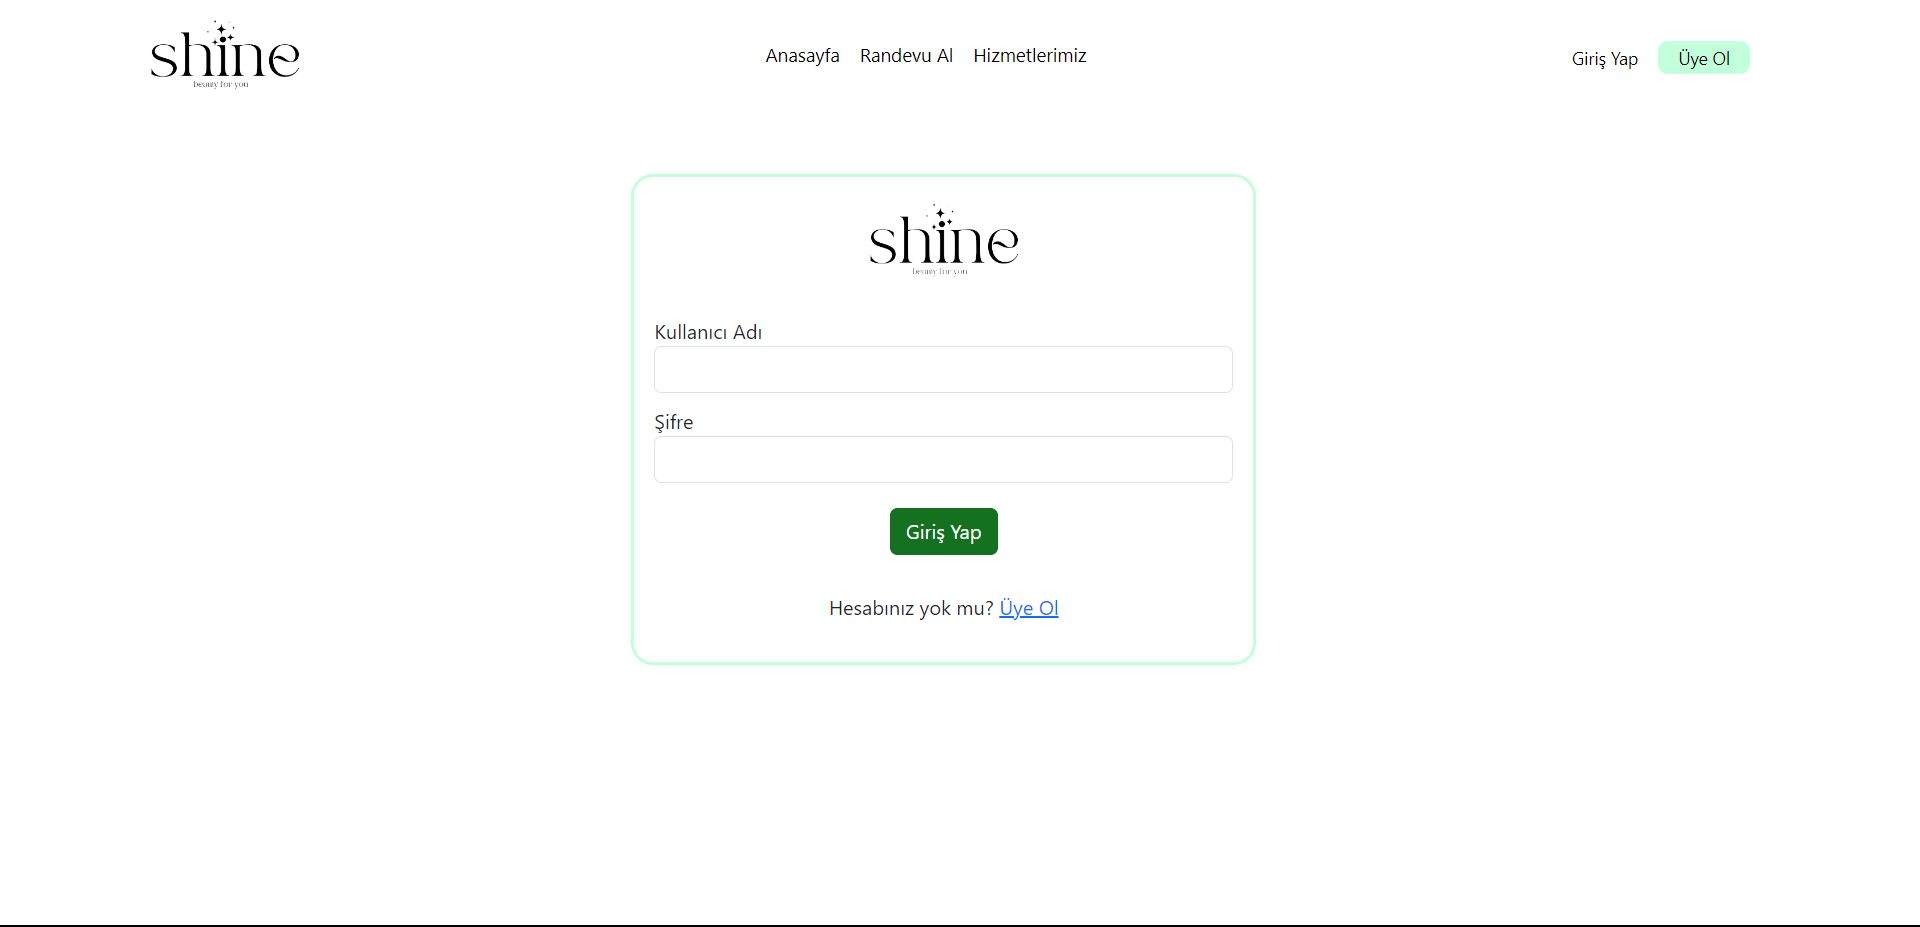 shine
beauty for you
Anasayfa Randevu Al Hizmetlerimiz
Giriş Yap Üye Ol
shine
beauty for you
Kullanıcı Adı
Şifre
Giriş Yap
Hesabınız yok mu? Üye Ol